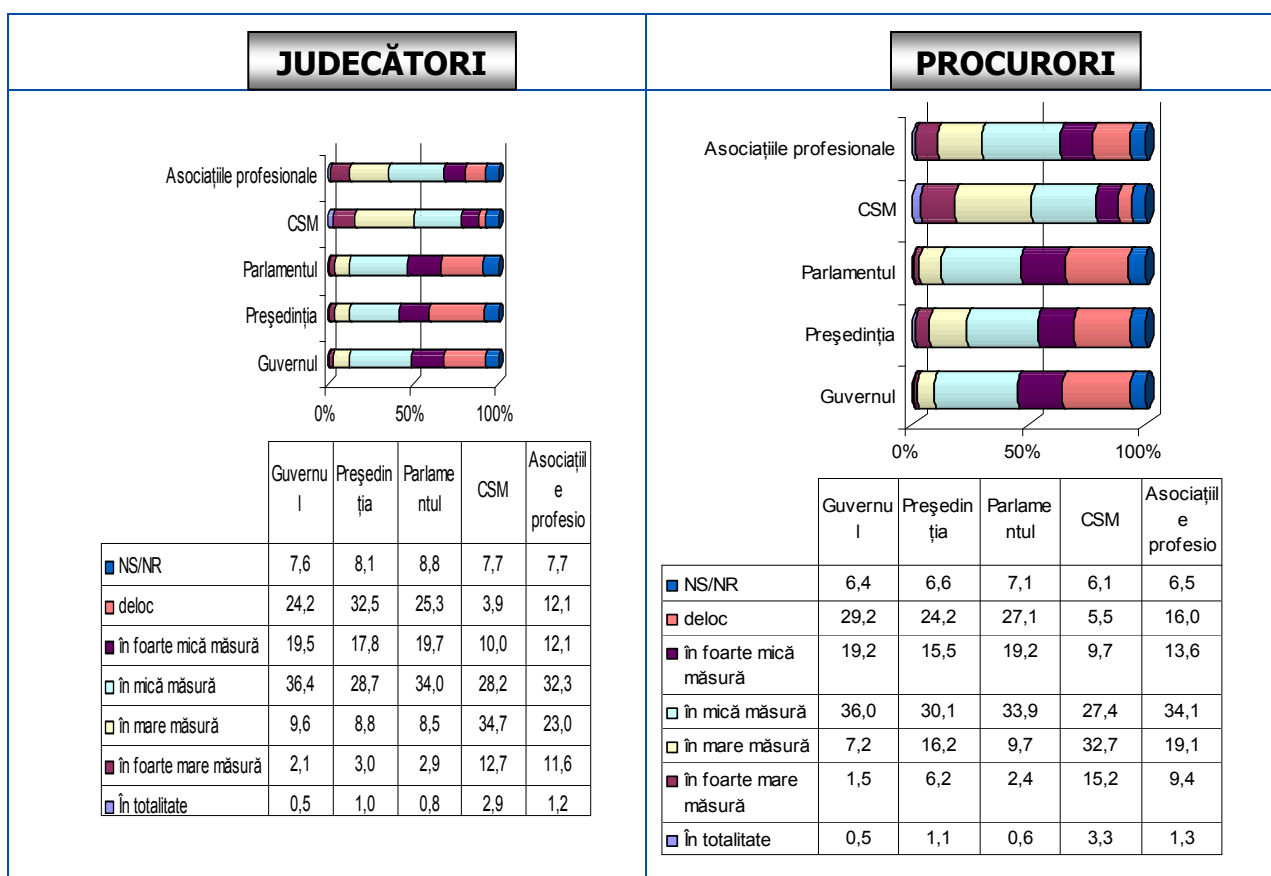 JUDECĂTORI
Asociațiile profesionale
CSM
Parlamentul
Preşedinția
Guvernul
0% 50% 100%
Guvernu
l
Preşedin
ția
Parlame
ntul
CSM
Asociațiil
e
profesio
NS/NR 7,6 8,1 8,8 7,7 7,7
deloc 24,2 32,5 25,3 3,9 12,1
în foarte mică măsură 19,5 17,8 19,7 10,0 12,1
în mică măsură 36,4 28,7 34,0 28,2 32,3
în mare măsură 9,6 8,8 8,5 34,7 23,0
în foarte mare măsură 2,1 3,0 2,9 12,7 11,6
În totalitate 0,5 1,0 0,8 2,9 1,2
PROCURORI
Asociațiile profesionale
CSM
Parlamentul
Preşedinția
Guvernul
0% 50% 100%
Guvernu
l
Preşedin
ția
Parlame
ntul
CSM
Asociațiil
e
profesio
NS/NR 6,4 6,6 7,1 6,1 6,5
deloc 29,2 24,2 27,1 5,5 16,0
în foarte mică 19,2 15,5 19,2 9,7 13,6
măsură
în mică măsură 36,0 30,1 33,9 27,4 34,1
în mare măsură 7,2 16,2 9,7 32,7 19,1
în foarte mare 1,5 6,2 2,4 15,2 9,4
măsură
În totalitate 0,5 1,1 0,6 3,3 1,3